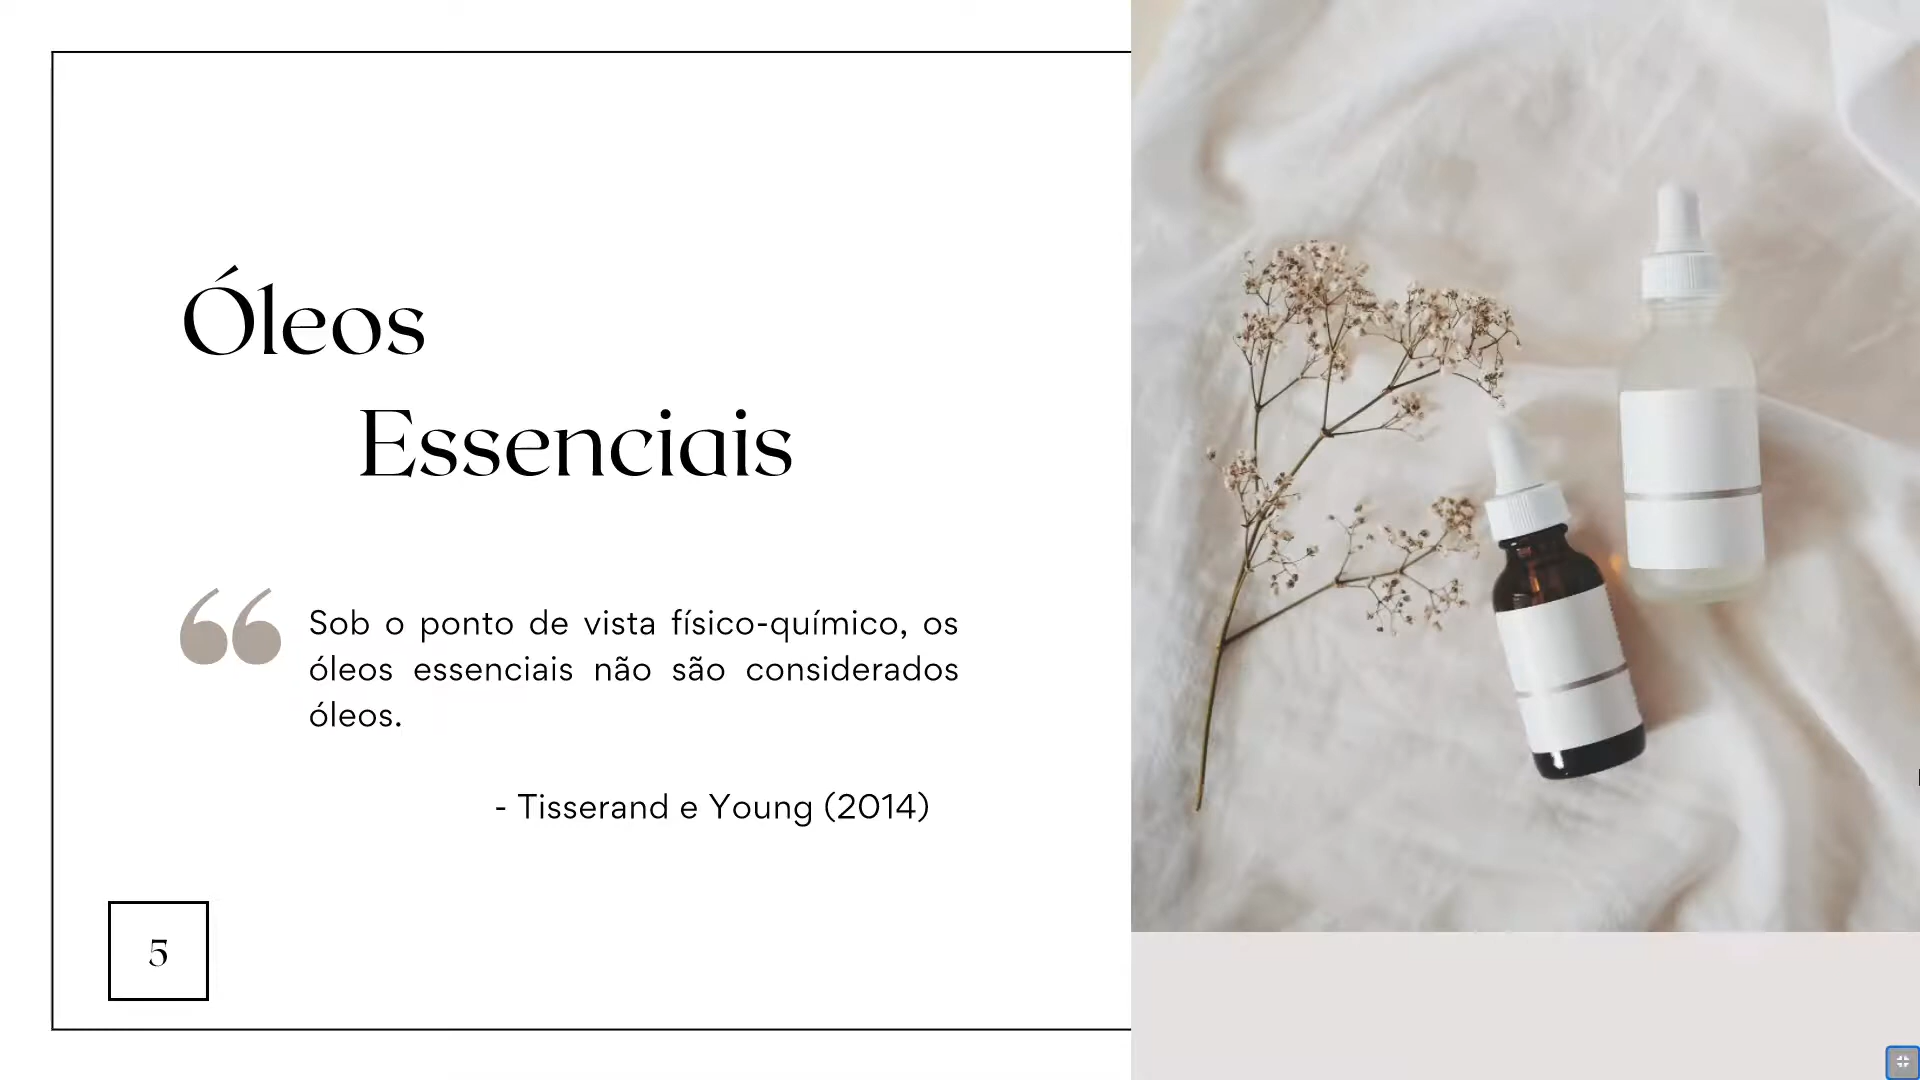 Óleos
Essenciais
Sob o ponto de vista físico-químico, os
óleos essenciais não são considerados
óleos.
- Tisserand e Young (2014)
5